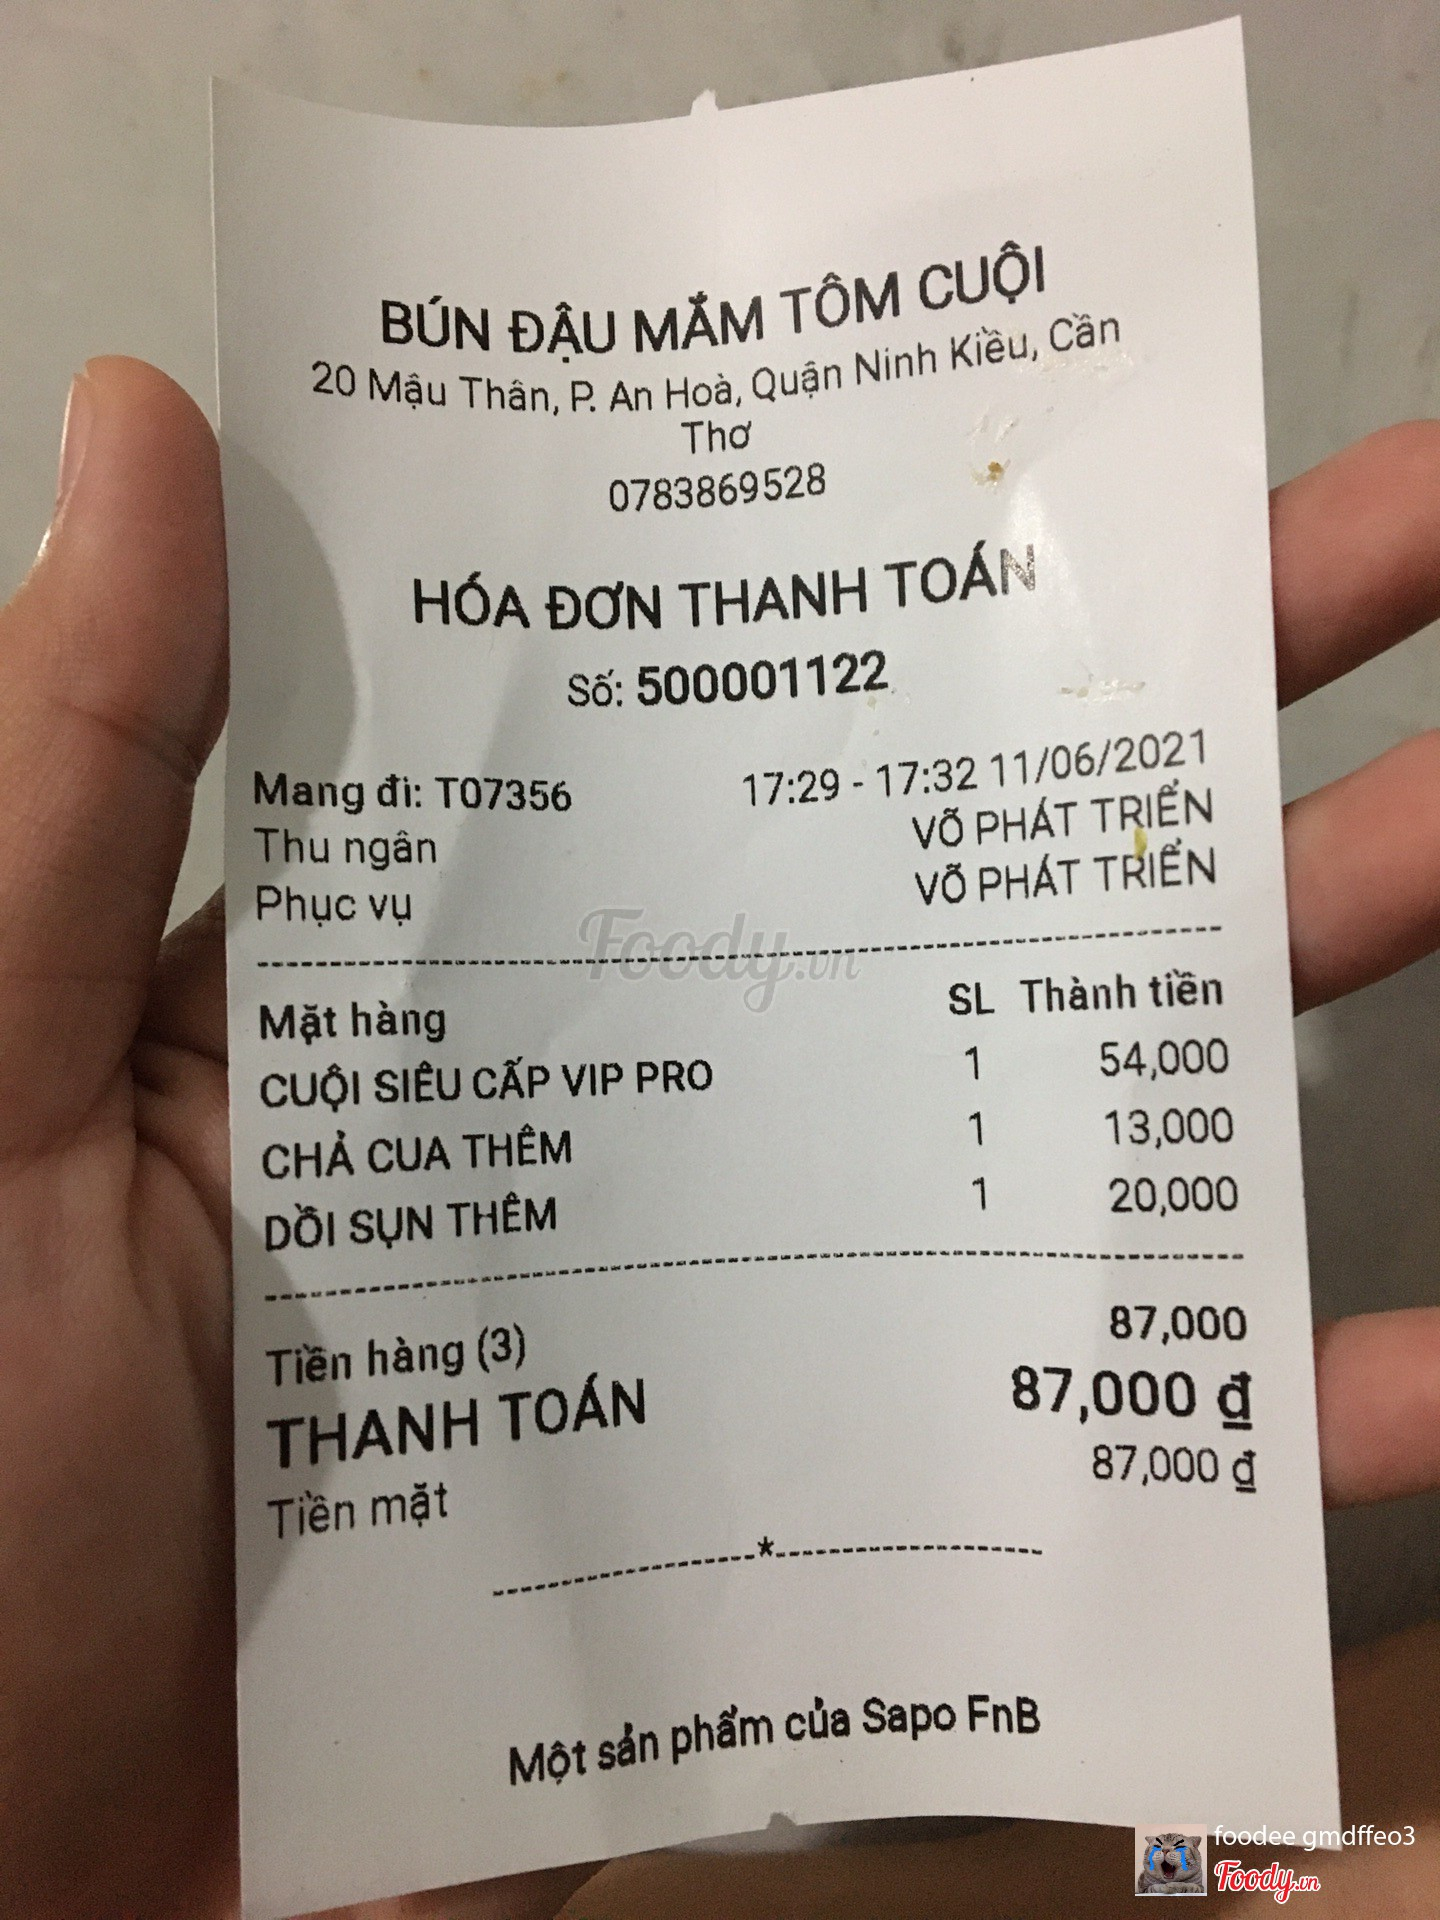 BÚN ĐẬU MẮM TÔM CUỘI
20 Mậu Thân, P. An Hoà, Quận Ninh Kiều, Cần
Thơ
0783869528
HÓA ĐƠN THANH TOÁN
Số: 500001122
Mang đi: T07356 17:29 - 17:32 11/06/2021
Thu ngân VÕ PHÁT TRIỂN
Phục vụ VÕ PHÁT TRIỂN
Foody.vn
Mặt hàng SL Thành tiền
CUỘI SIÊU CẤP VIP PRO 1 54,000
CHẢ CUA THÊM 1 13,000
DỒI SỤN THÊM 1 20,000
Tiền hàng (3) 87,000
THANH TOÁN 87,000 ₫
Tiền mặt 87,000 ₫
Một sản phẩm của Sapo FnB
foodee gmdffeo3
Foody.vn